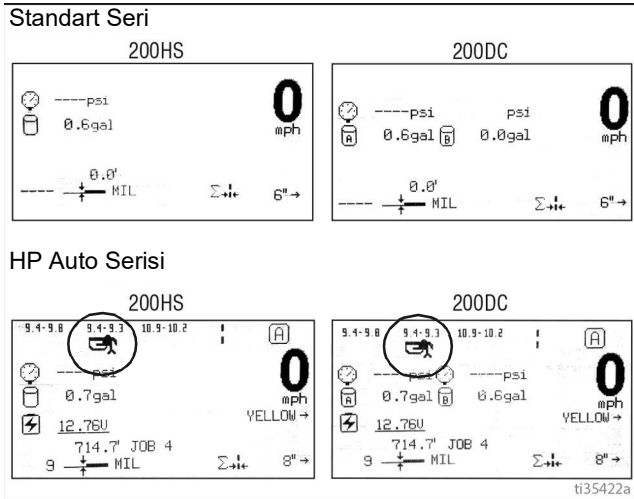 Standart Seri
200HS
----psi
0.6gal
0
mph
0.0'
---- MIL
6"
200DC
----psi psi
A 0.6gal B 0.0gal
0
mph
0.0'
---- MIL
6"
HP Auto Serisi
200HS
9.4-9.8 9.4-9.3 10.9-10.2
A
----psi
0.7gal
0
mph
YELLOW
12.76V
714.7' JOB 4
9 MIL
8"
200DC
9.4-9.8 9.4-9.3 10.9-10.2
A
----psi ----psi
A 0.7gal B 0.6gal
0
mph
YELLOW
12.76V
714.7' JOB 4
9 MIL
8"
ti35422a